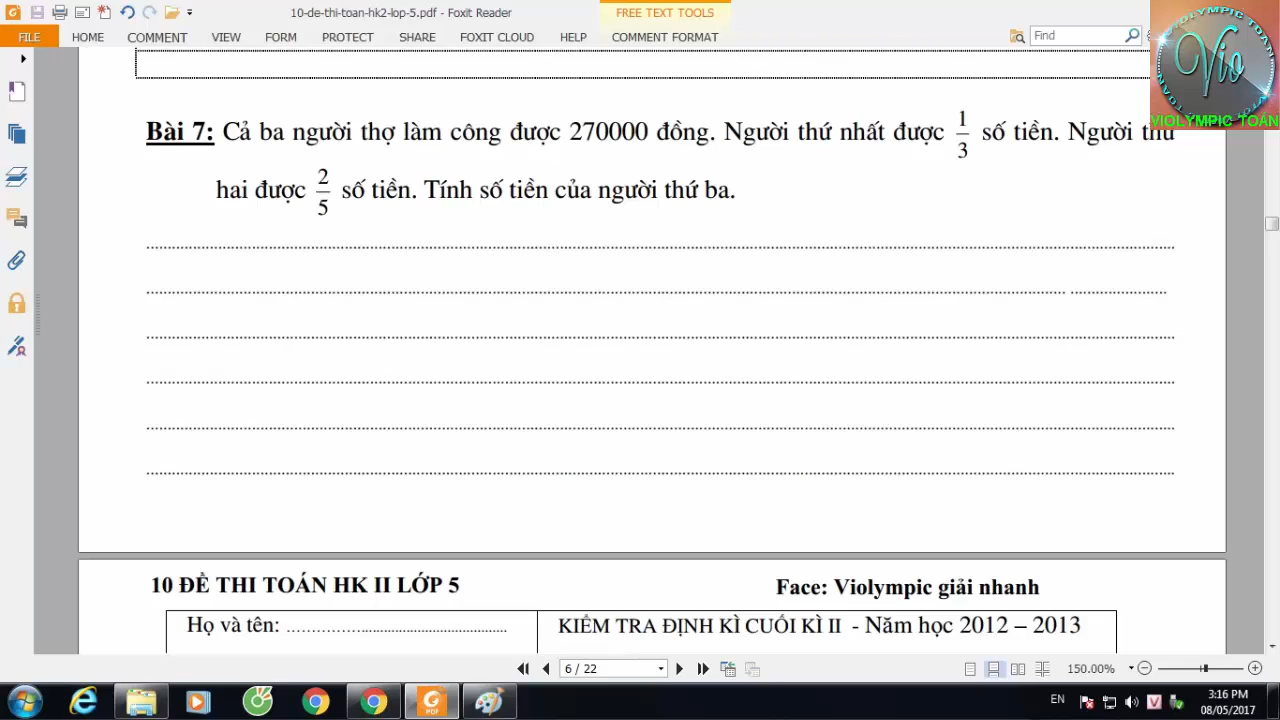 10-de-thi-toan-hk2-lop-5.pdf - Foxit Reader
FREE TEXT TOOLS
FILE HOME COMMENT VIEW FORM PROTECT SHARE FOXIT CLOUD HELP COMMENT FORMAT Find
VIOLYMPIC TOÁN
Vio
VIOLYMPIC TOÁN
Bài 7: Cả ba người thợ làm công được 270000 đồng. Người thứ nhất được 1/3 số tiền. Người thứ
hai được 2/5 số tiền. Tính số tiền của người thứ ba.
10 ĐỀ THI TOÁN HK II LỚP 5 Face: Violympic giải nhanh
Họ và tên: ............................................... KIỂM TRA ĐỊNH KÌ CUỐI KÌ II - Năm học 2012 – 2013
6 / 22 150.00%
PDF
EN 3:16 PM
08/05/2017